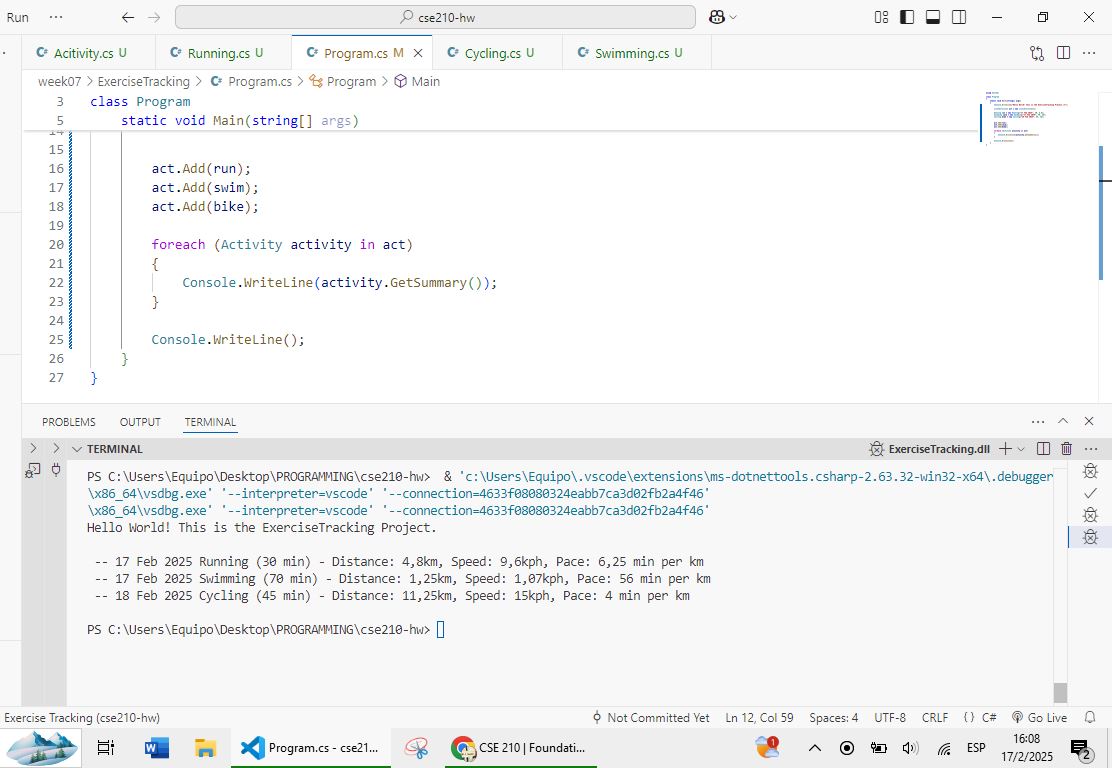 Run ··· cse210-hw
Acitivity.cs U Running.cs U Program.cs M Cycling.cs U Swimming.cs U
week07 > ExerciseTracking > Program.cs > Program > Main
3 class Program
5 static void Main(string[] args)
14
15
16 act.Add(run);
17 act.Add(swim);
18 act.Add(bike);
19
20 foreach (Activity activity in act)
21 {
22 Console.WriteLine(activity.GetSummary());
23 }
24
25 Console.WriteLine();
26 }
27 }
PROBLEMS OUTPUT TERMINAL
TERMINAL ExerciseTracking.dll
PS C:\Users\Equipo\Desktop\PROGRAMMING\cse210-hw> & 'c:\Users\Equipo\.vscode\extensions\ms-dotnettools.csharp-2.63.32-win32-x64\.debugger
\x86_64\vsdbg.exe' '--interpreter=vscode' '--connection=4633f08080324eabb7ca3d02fb2a4f46'
\x86_64\vsdbg.exe' '--interpreter=vscode' '--connection=4633f08080324eabb7ca3d02fb2a4f46'
Hello World! This is the ExerciseTracking Project.
-- 17 Feb 2025 Running (30 min) - Distance: 4,8km, Speed: 9,6kph, Pace: 6,25 min per km
-- 17 Feb 2025 Swimming (70 min) - Distance: 1,25km, Speed: 1,07kph, Pace: 56 min per km
-- 18 Feb 2025 Cycling (45 min) - Distance: 11,25km, Speed: 15kph, Pace: 4 min per km
PS C:\Users\Equipo\Desktop\PROGRAMMING\cse210-hw>
Exercise Tracking (cse210-hw) Not Committed Yet Ln 12, Col 59 Spaces: 4 UTF-8 CRLF {} C# Go Live
Program.cs - cse21... CSE 210 | Foundati... 1 ESP 16:08
17/2/2025 2